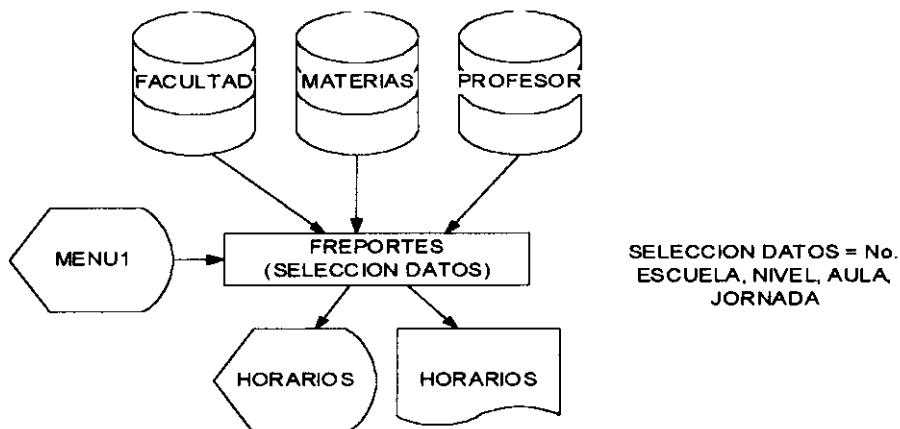 FACULTAD
MATERIAS
PROFESOR
MENU1
FREPORTES
(SELECCION DATOS)
SELECCION DATOS = No.
ESCUELA, NIVEL, AULA,
JORNADA
HORARIOS
HORARIOS